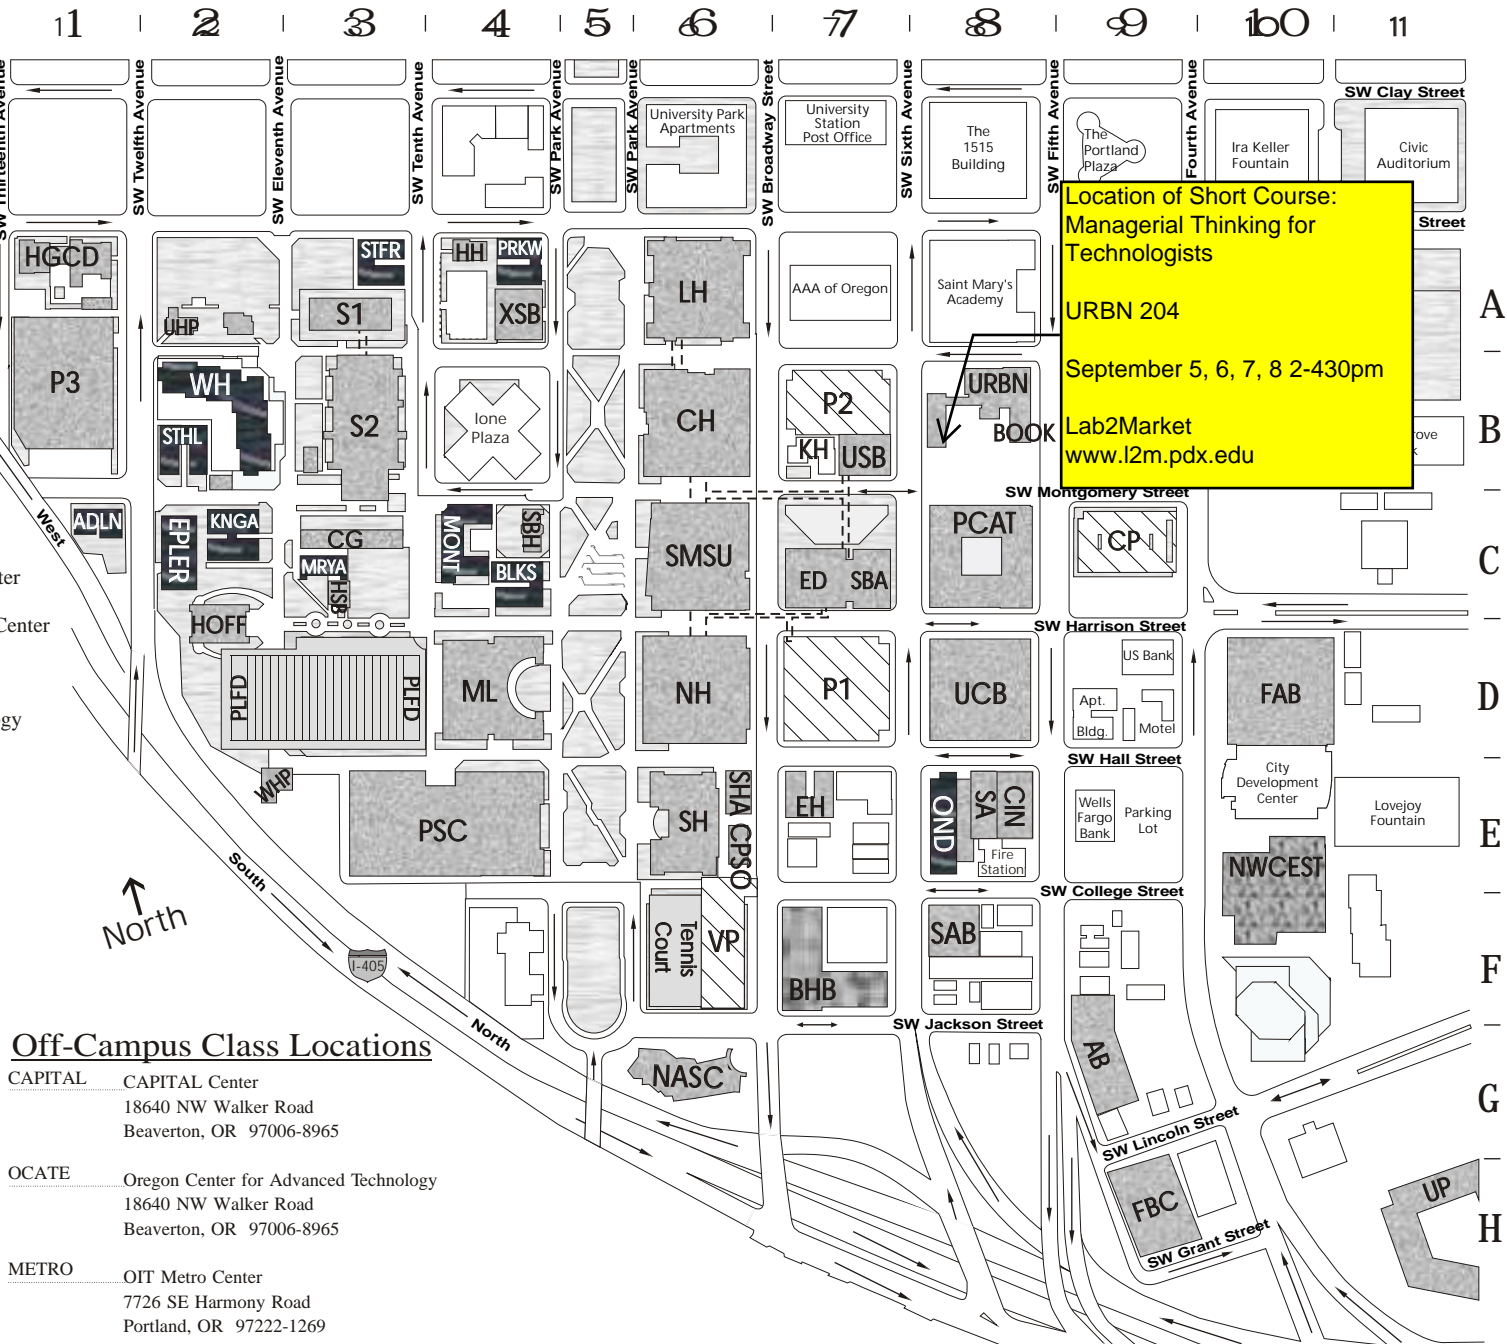 1 2 3 4 5 6 7 8 9 10 11
SW Thirteenth Avenue
SW Twelfth Avenue
SW Eleventh Avenue
SW Tenth Avenue
SW Park Avenue
SW Park Avenue
SW Broadway Street
SW Sixth Avenue
SW Fifth Avenue
Fourth Avenue
SW Clay Street
University Park
Apartments
University
Station
Post Office
The
1515
Building
The
Portland
Plaza
Ira Keller
Fountain
Civic
Auditorium
Location of Short Course:
Managerial Thinking for
Technologists
URBN 204
September 5, 6, 7, 8 2-430pm
Lab2Market
www.l2m.pdx.edu
Street
HGCD
STFR
HH
PRKW
LH
AAA of Oregon
Saint Mary's
Academy
A
UHP
S1
XSB
P3
WH
STHL
S2
Ione
Plaza
CH
P2
KH
USB
URBN
BOOK
B
SW Montgomery Street
West
ADLN
EPLER
KNGA
CG
MRYA
HSB
MONT
SBH
BLKS
SMSU
ED
SBA
PCAT
CP
C
ter
Center
HOFF
SW Harrison Street
PLFD
PLFD
ML
NH
P1
UCB
US Bank
Apt.
Bldg.
Motel
FAB
D
gy
SW Hall Street
WHP
PSC
SH
SHA
CPSO
EH
OND
SA
CIN
Fire
Station
Wells
Fargo
Bank
Parking
Lot
City
Development
Center
Lovejoy
Fountain
E
NWCEST
South
North
SW College Street
I-405
Tennis
Court
VP
BHB
SAB
F
North
SW Jackson Street
NASC
AB
G
SW Lincoln Street
FBC
UP
H
SW Grant Street
Off-Campus Class Locations
CAPITAL CAPITAL Center
18640 NW Walker Road
Beaverton, OR 97006-8965
OCATE Oregon Center for Advanced Technology
18640 NW Walker Road
Beaverton, OR 97006-8965
METRO OIT Metro Center
7726 SE Harmony Road
Portland, OR 97222-1269